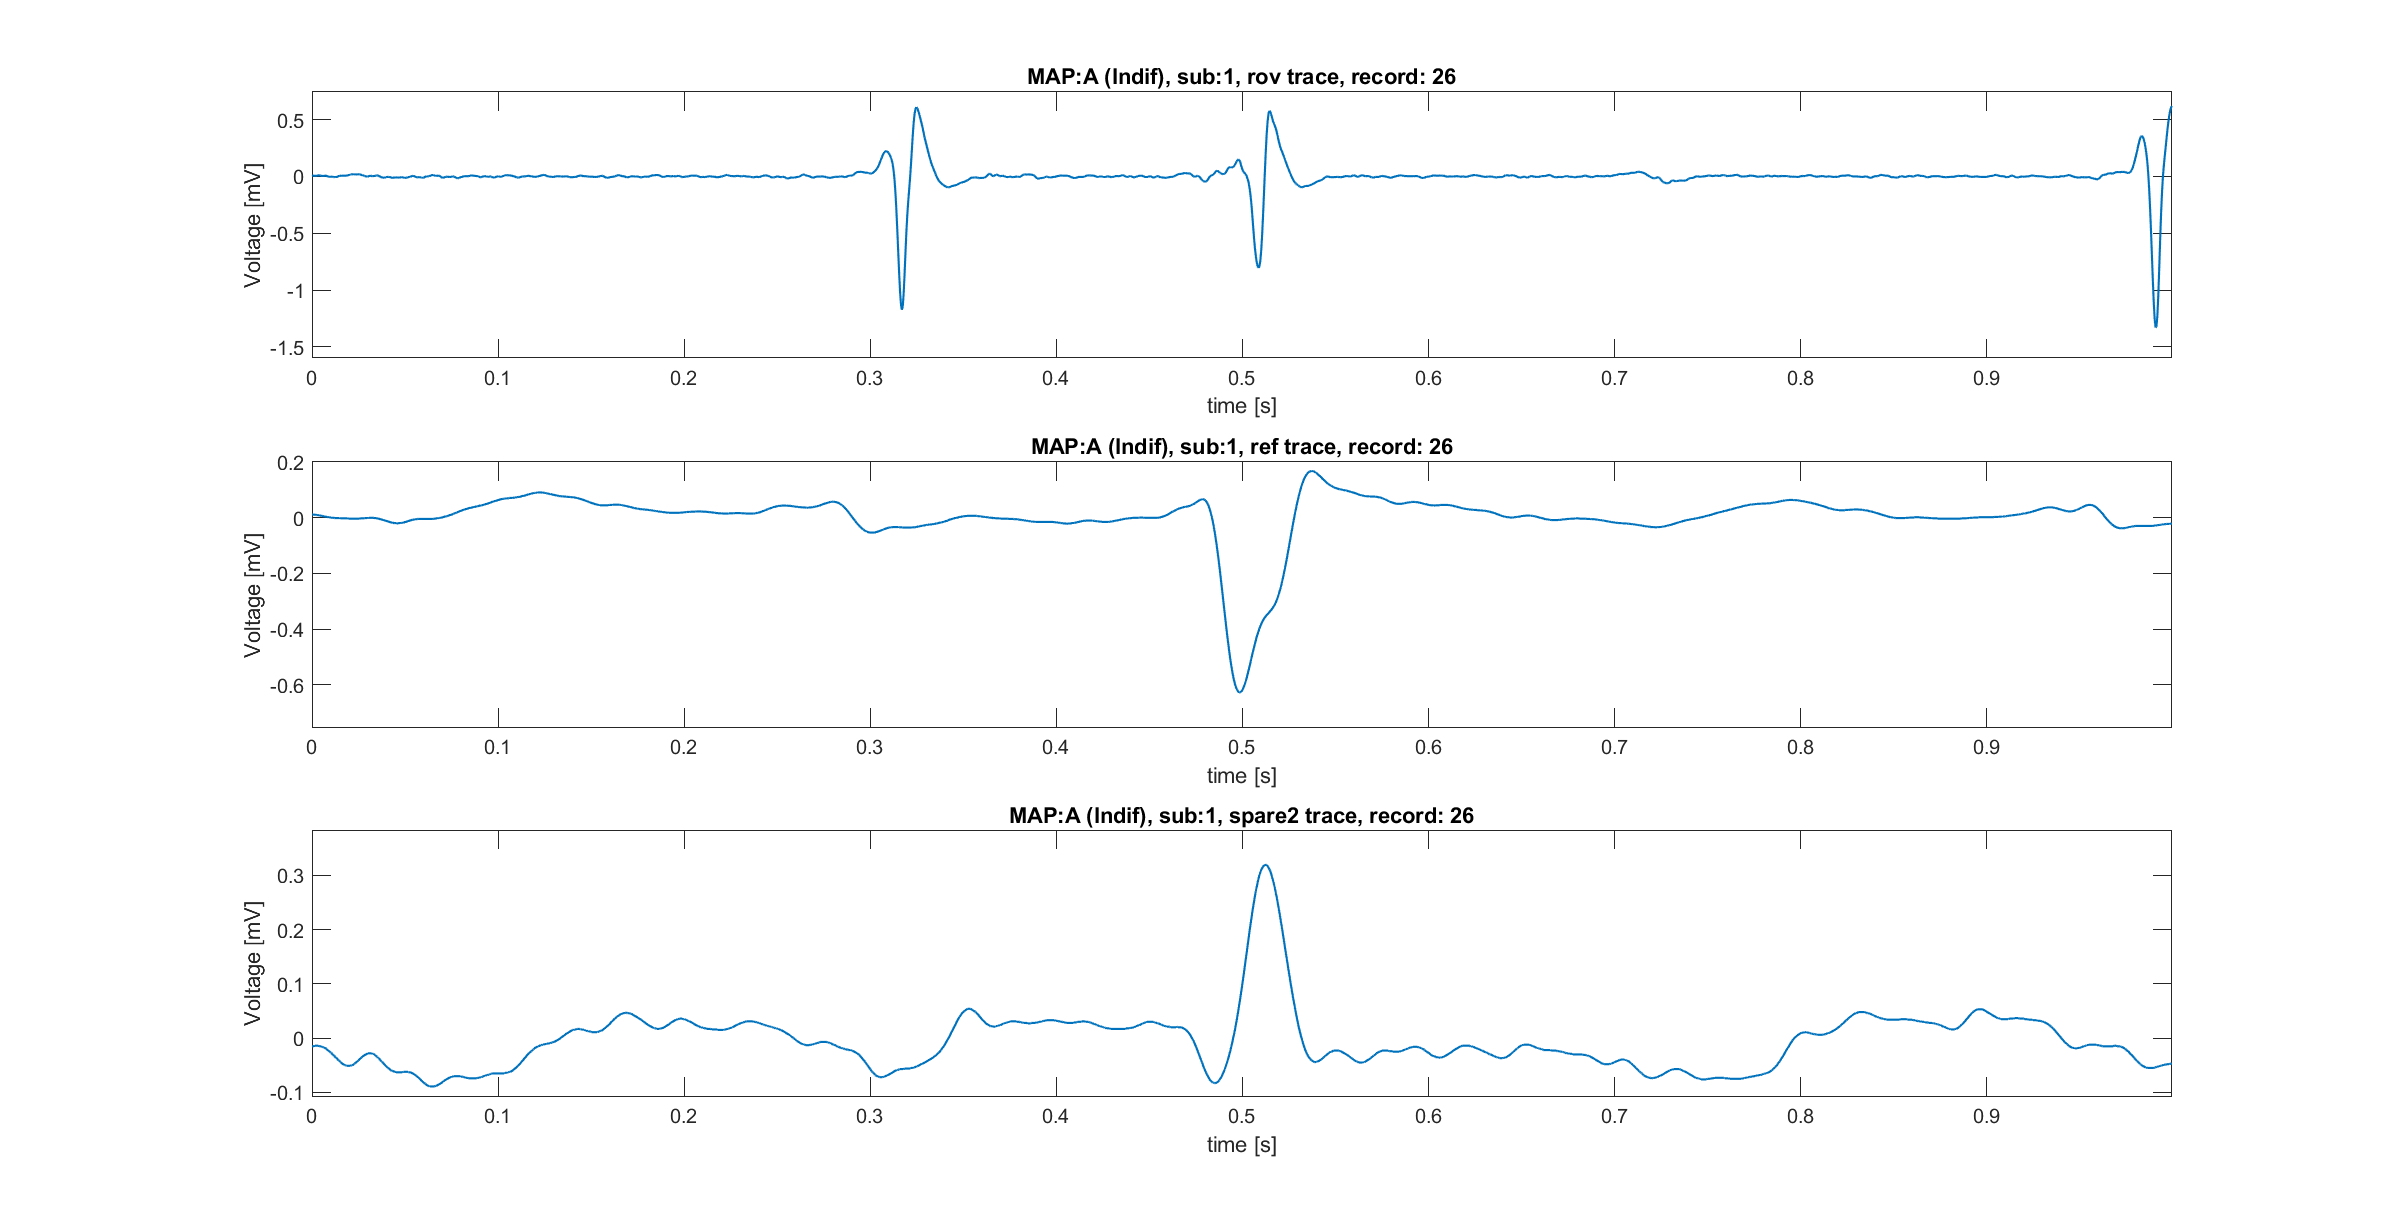 MAP:A (Indif), sub:1, rov trace, record: 26
Voltage [mV]
0.5
0
-0.5
-1
-1.5
0 0.1 0.2 0.3 0.4 0.5 0.6 0.7 0.8 0.9
time [s]
MAP:A (Indif), sub:1, ref trace, record: 26
Voltage [mV]
0.2
0
-0.2
-0.4
-0.6
0 0.1 0.2 0.3 0.4 0.5 0.6 0.7 0.8 0.9
time [s]
MAP:A (Indif), sub:1, spare2 trace, record: 26
Voltage [mV]
0.3
0.2
0.1
0
-0.1
0 0.1 0.2 0.3 0.4 0.5 0.6 0.7 0.8 0.9
time [s]